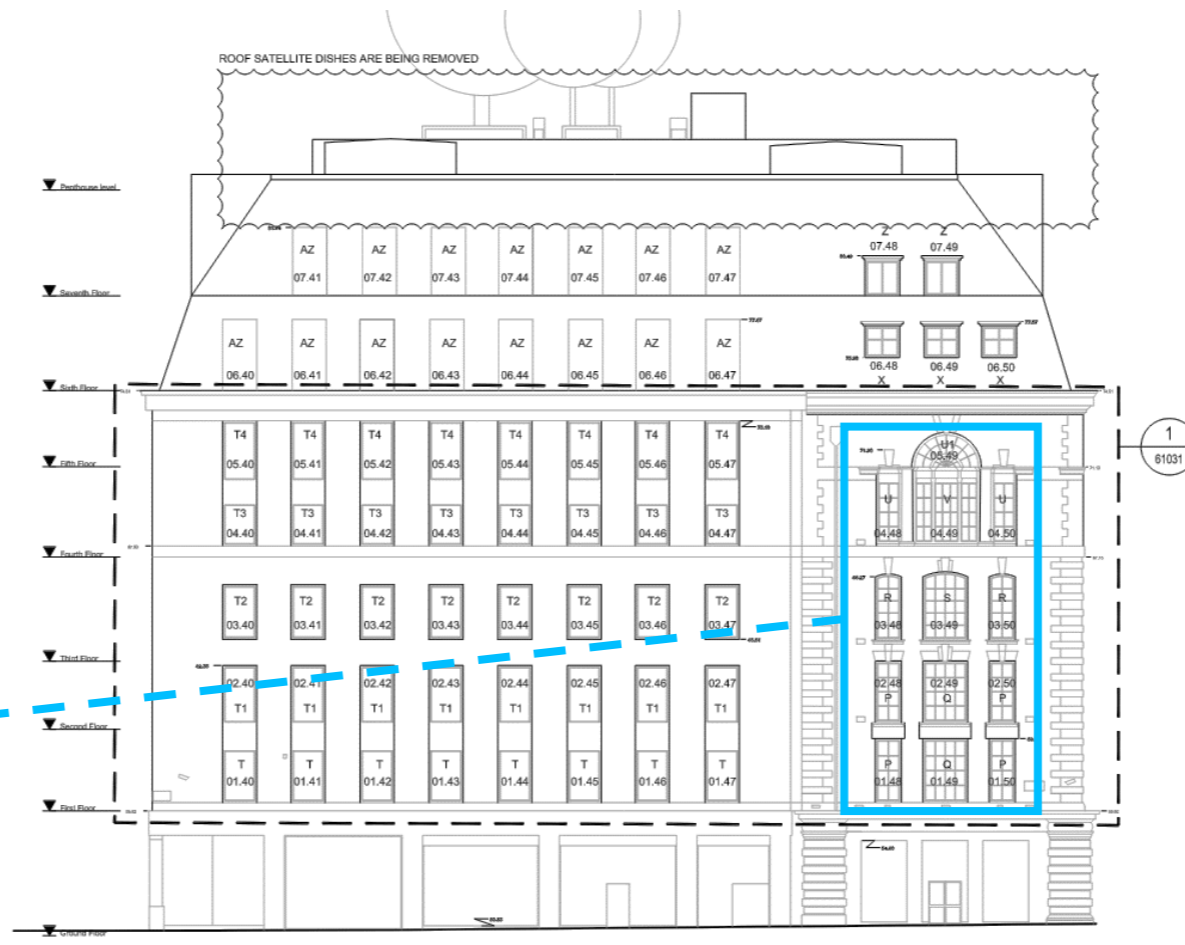 ROOF SATELLITE DISHES ARE BEING REMOVED
Penthouse level
Z Z
AZ AZ AZ AZ AZ AZ AZ 07.48 07.49
07.41 07.42 07.43 07.44 07.45 07.46 07.47
Seventh Floor
AZ AZ AZ AZ AZ AZ AZ AZ
06.40 06.41 06.42 06.43 06.44 06.45 06.46 06.47 06.48 06.49 06.50
X X X
Sixth Floor
T4 T4 T4 T4 T4 T4 T4 T4 U1
05.40 05.41 05.42 05.43 05.44 05.45 05.46 05.47 05.49
1
61031
Fifth Floor
U V U
T3 T3 T3 T3 T3 T3 T3 T3
04.40 04.41 04.42 04.43 04.44 04.45 04.46 04.47 04.48 04.49 04.50
Fourth Floor
T2 T2 T2 T2 T2 T2 T2 T2 R S R
03.40 03.41 03.42 03.43 03.44 03.45 03.46 03.47 03.48 03.49 03.50
Third Floor
02.40 02.41 02.42 02.43 02.44 02.45 02.46 02.47 02.48 02.49 02.50
T1 T1 T1 T1 T1 T1 T1 T1 P Q P
Second Floor
T T T T T T T T P Q P
01.40 01.41 01.42 01.43 01.44 01.45 01.46 01.47 01.48 01.49 01.50
First Floor
Ground Floor